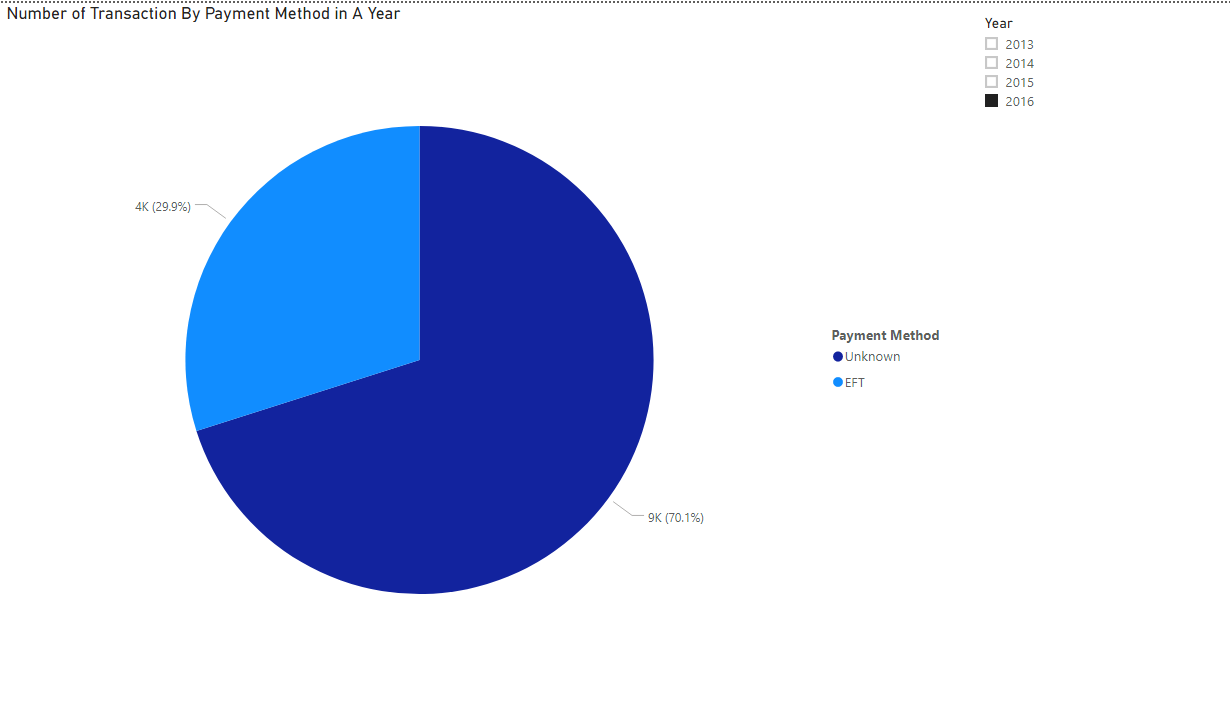 Number of Transaction By Payment Method in A Year
Year
2013
2014
2015
2016
4K (29.9%)
Payment Method
Unknown
EFT
9K (70.1%)